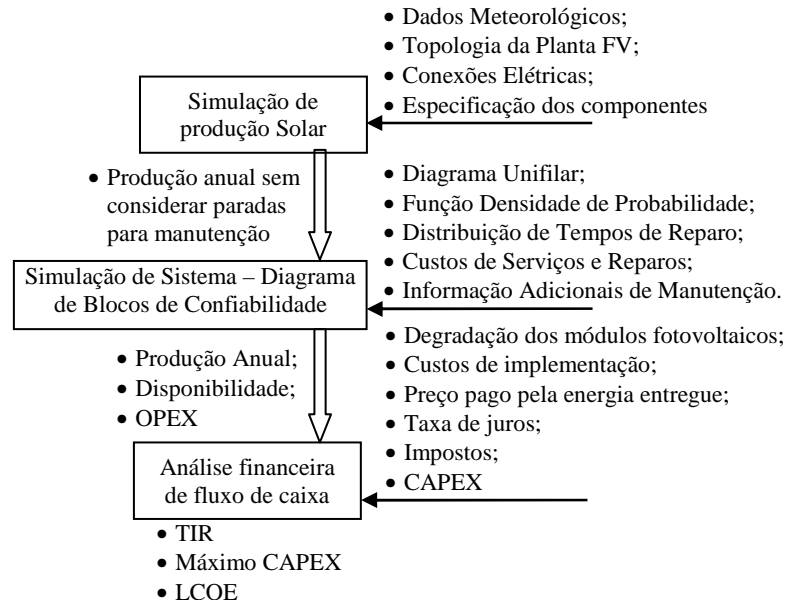 • Dados Meteorológicos;
• Topologia da Planta FV;
• Conexões Elétricas;
• Especificação dos componentes
Simulação de
produção Solar
• Produção anual sem
considerar paradas
para manutenção
• Diagrama Unifilar;
• Função Densidade de Probabilidade;
• Distribuição de Tempos de Reparo;
• Custos de Serviços e Reparos;
• Informação Adicionais de Manutenção.
Simulação de Sistema – Diagrama
de Blocos de Confiabilidade
• Produção Anual;
• Disponibilidade;
• OPEX
• Degradação dos módulos fotovoltaicos;
• Custos de implementação;
• Preço pago pela energia entregue;
• Taxa de juros;
• Impostos;
• CAPEX
Análise financeira
de fluxo de caixa
• TIR
• Máximo CAPEX
• LCOE